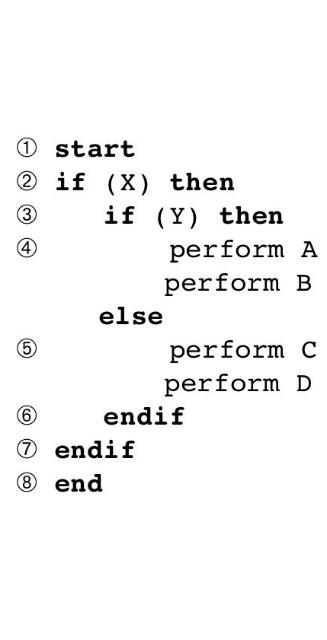 ① start
② if (X) then
③ if (Y) then
④ perform A
perform B
else
⑤ perform C
perform D
⑥ endif
⑦ endif
⑧ end